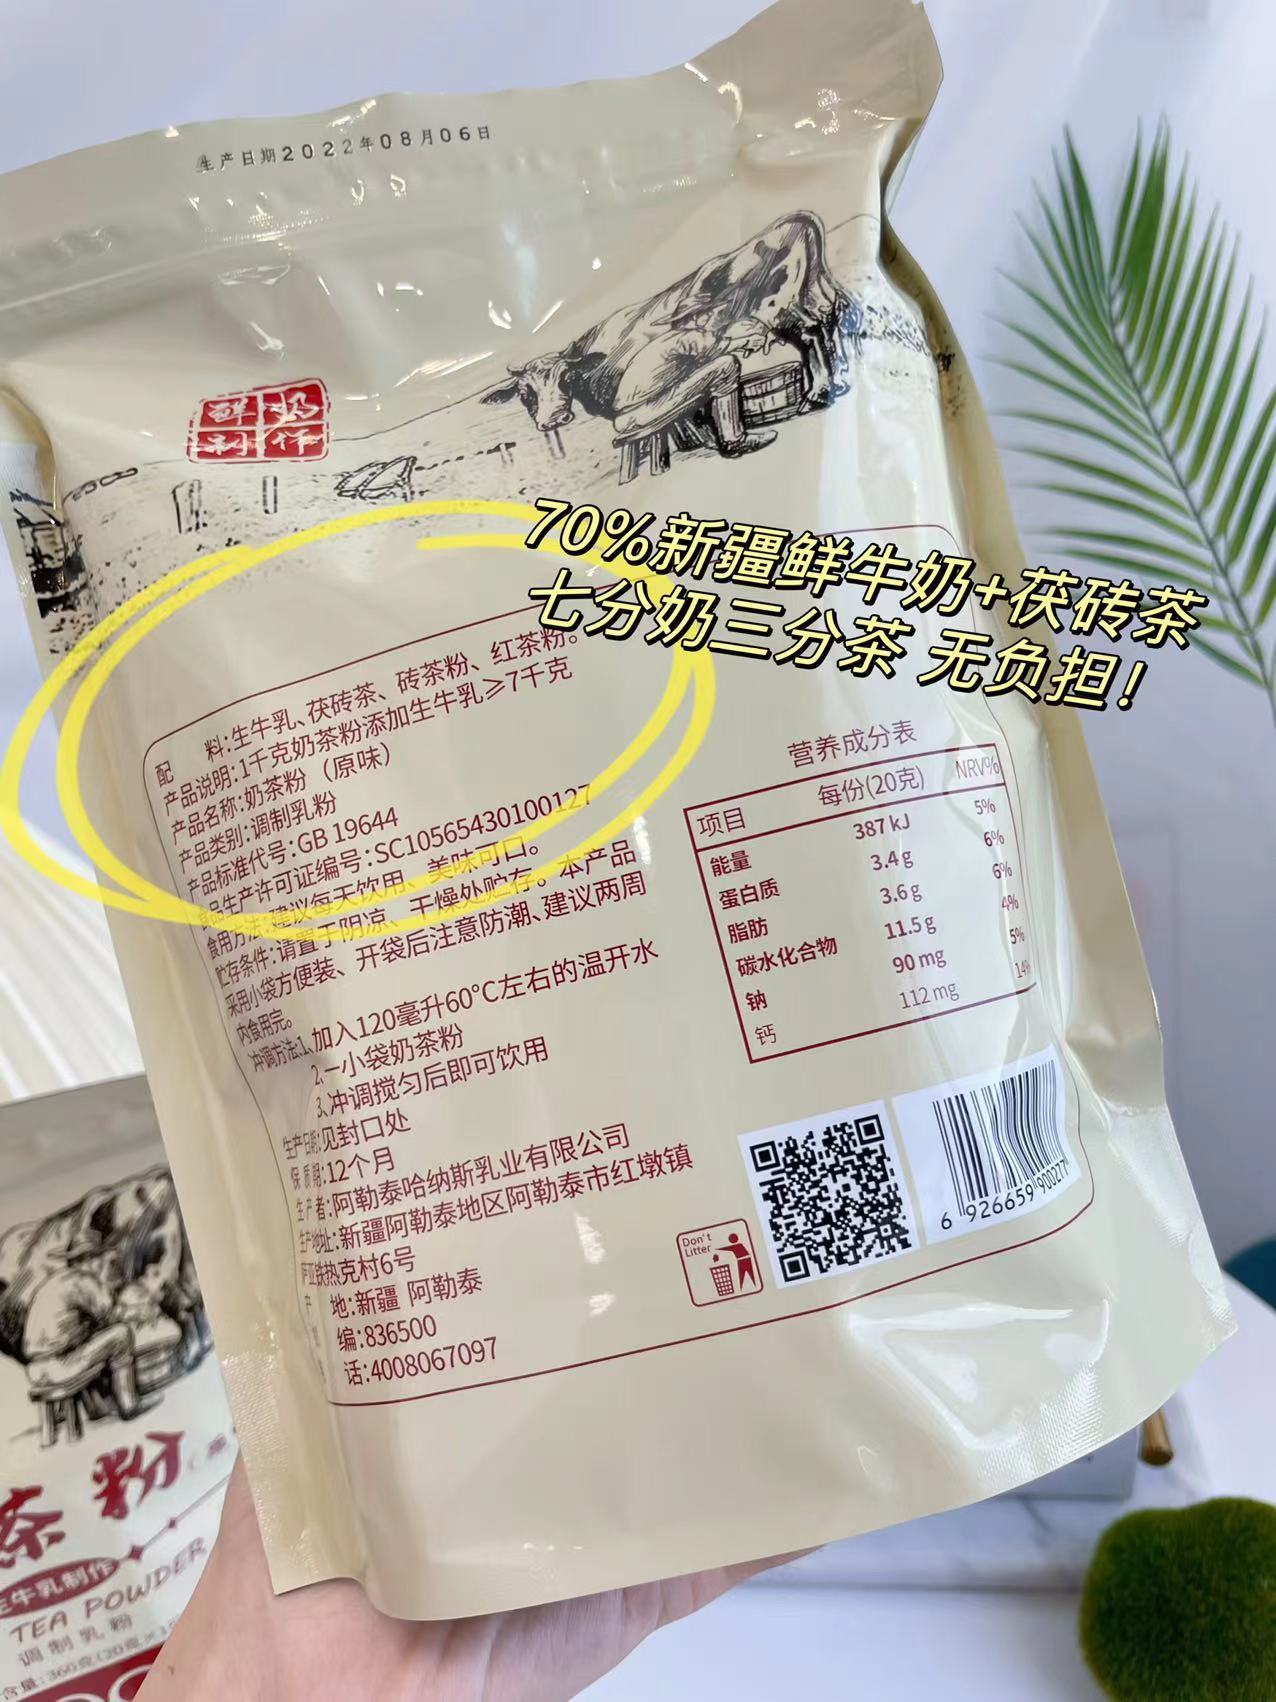 生产日期2022年08月06日
鲜奶
制作
70%新疆鲜牛奶+茯砖茶
七分奶三分茶 无负担！
配 料：生牛乳、茯砖茶、砖茶粉、红茶粉。
产品说明：1千克奶茶粉添加生牛乳≥7千克
产品名称：奶茶粉（原味）
产品类别：调制乳粉
产品标准代号：GB 19644
食品生产许可证编号：SC10565430100127
食用方法：建议每天饮用、美味可口。
贮存条件：请置于阴凉、干燥处贮存。本产品
采用小袋方便装、开袋后注意防潮、建议两周
内食用完。
冲调方法：1、加入120毫升60°C左右的温开水
2、一小袋奶茶粉
3、冲调搅匀后即可饮用
生产日期：见封口处
保 质 期：12个月
生 产 者：阿勒泰哈纳斯乳业有限公司
生产地址：新疆阿勒泰地区阿勒泰市红墩镇
萨亚铁热克村6号
产 地：新疆 阿勒泰
编：836500
话：4008067097
营养成分表
项目 每份(20克) NRV%
能量 387 kJ 5%
蛋白质 3.4 g 6%
脂肪 3.6 g 6%
碳水化合物 11.5 g 4%
钠 90 mg 5%
钙 112 mg 14%
Don't
Litter
6 926659 900277
茶粉
生牛乳制作
TEA POWDER
调制乳粉